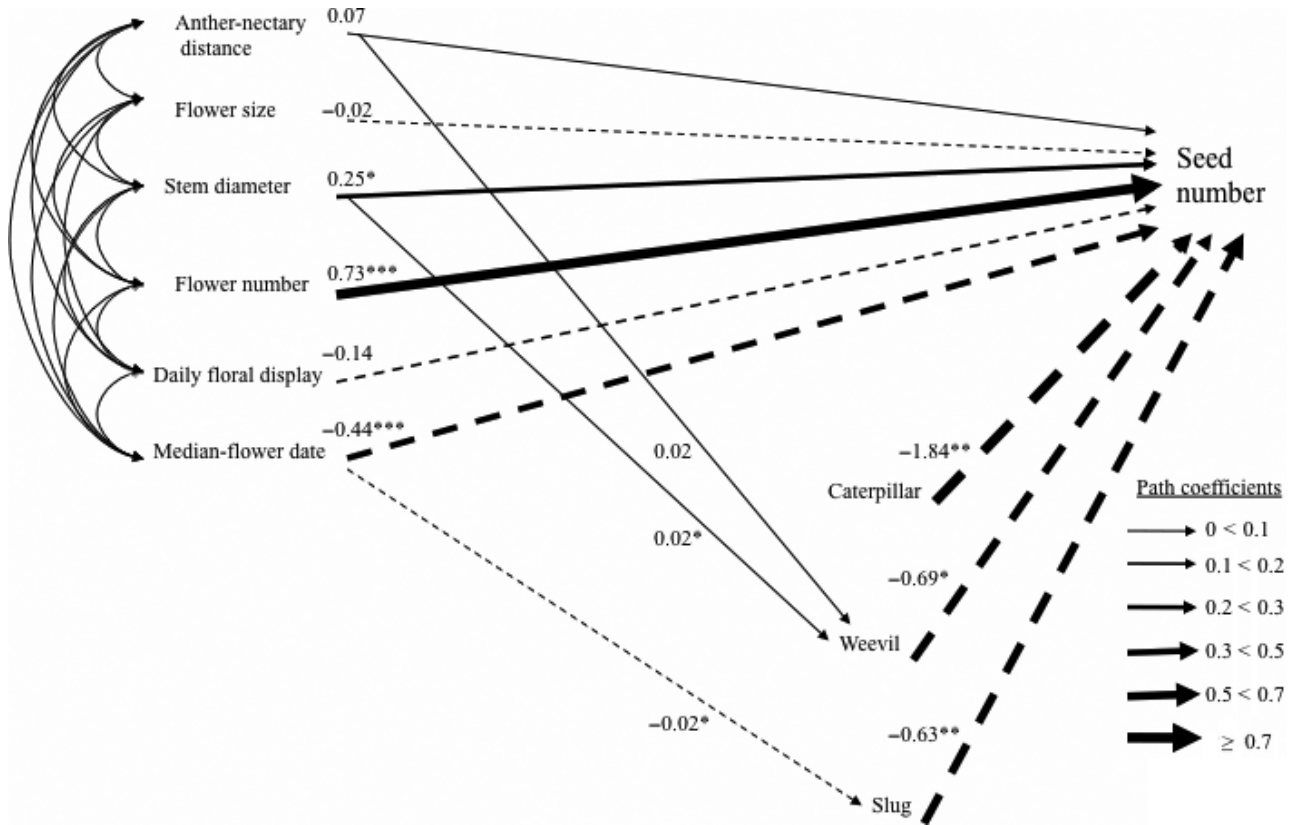 Anther-nectary
distance
0.07
Flower size
−0.02
Stem diameter
0.25*
Flower number
0.73***
Daily floral display
−0.14
Median-flower date
−0.44***
Seed
number
0.02
0.02*
−0.02*
Caterpillar
−1.84**
Weevil
−0.69*
Slug
−0.63**
Path coefficients
0 < 0.1
0.1 < 0.2
0.2 < 0.3
0.3 < 0.5
0.5 < 0.7
≥ 0.7